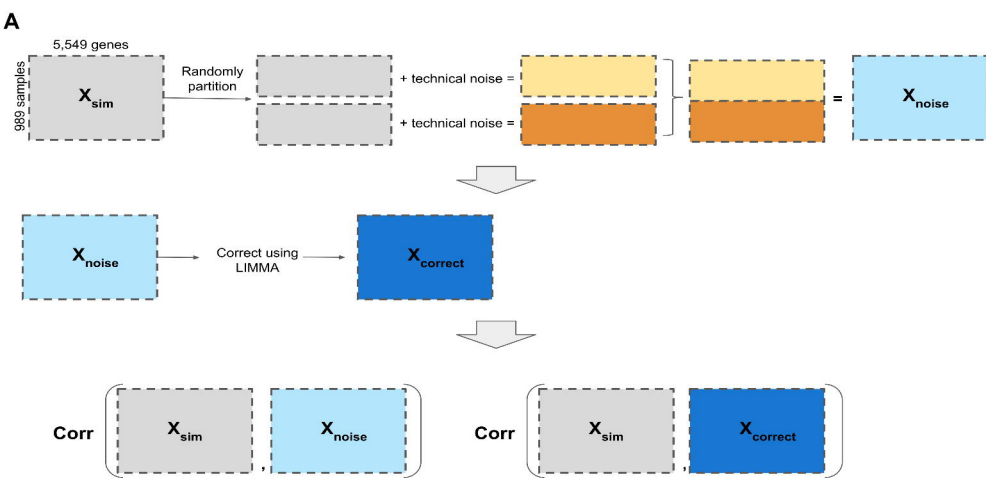 A
5,549 genes
989 samples
Xsim
Randomly
partition
+ technical noise =
+ technical noise =
=
Xnoise
Xnoise
Correct using
LIMMA
Xcorrect
Corr ( Xsim , Xnoise )
Corr ( Xsim , Xcorrect )